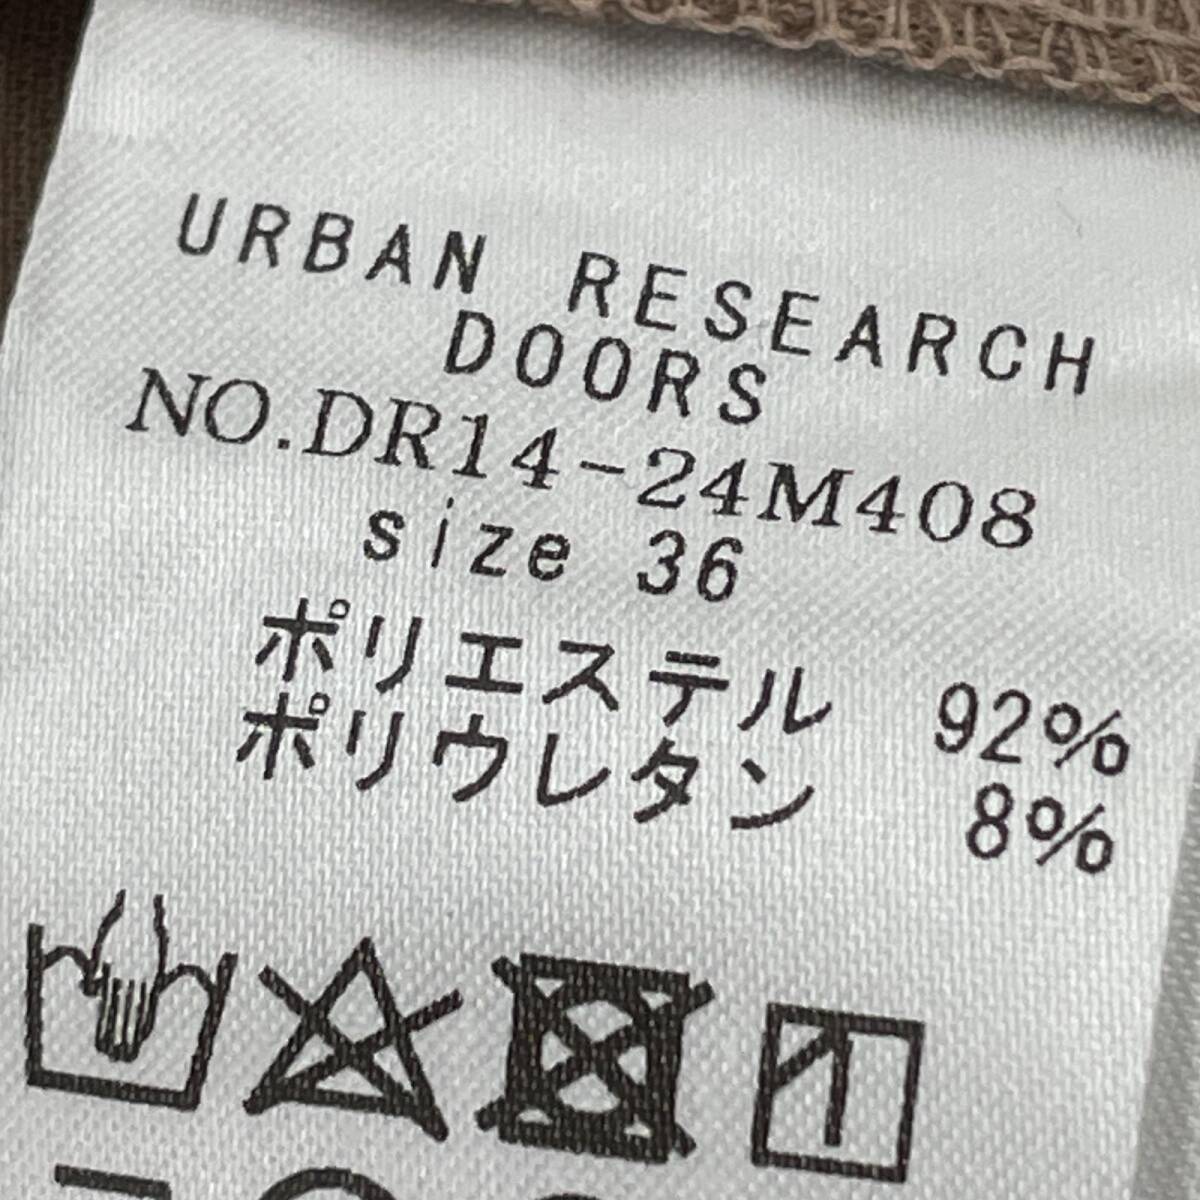 URBAN RESEARCH
DOORS
NO.DR14-24M408
size 36
ポリエステル 92%
ポリウレタン 8%